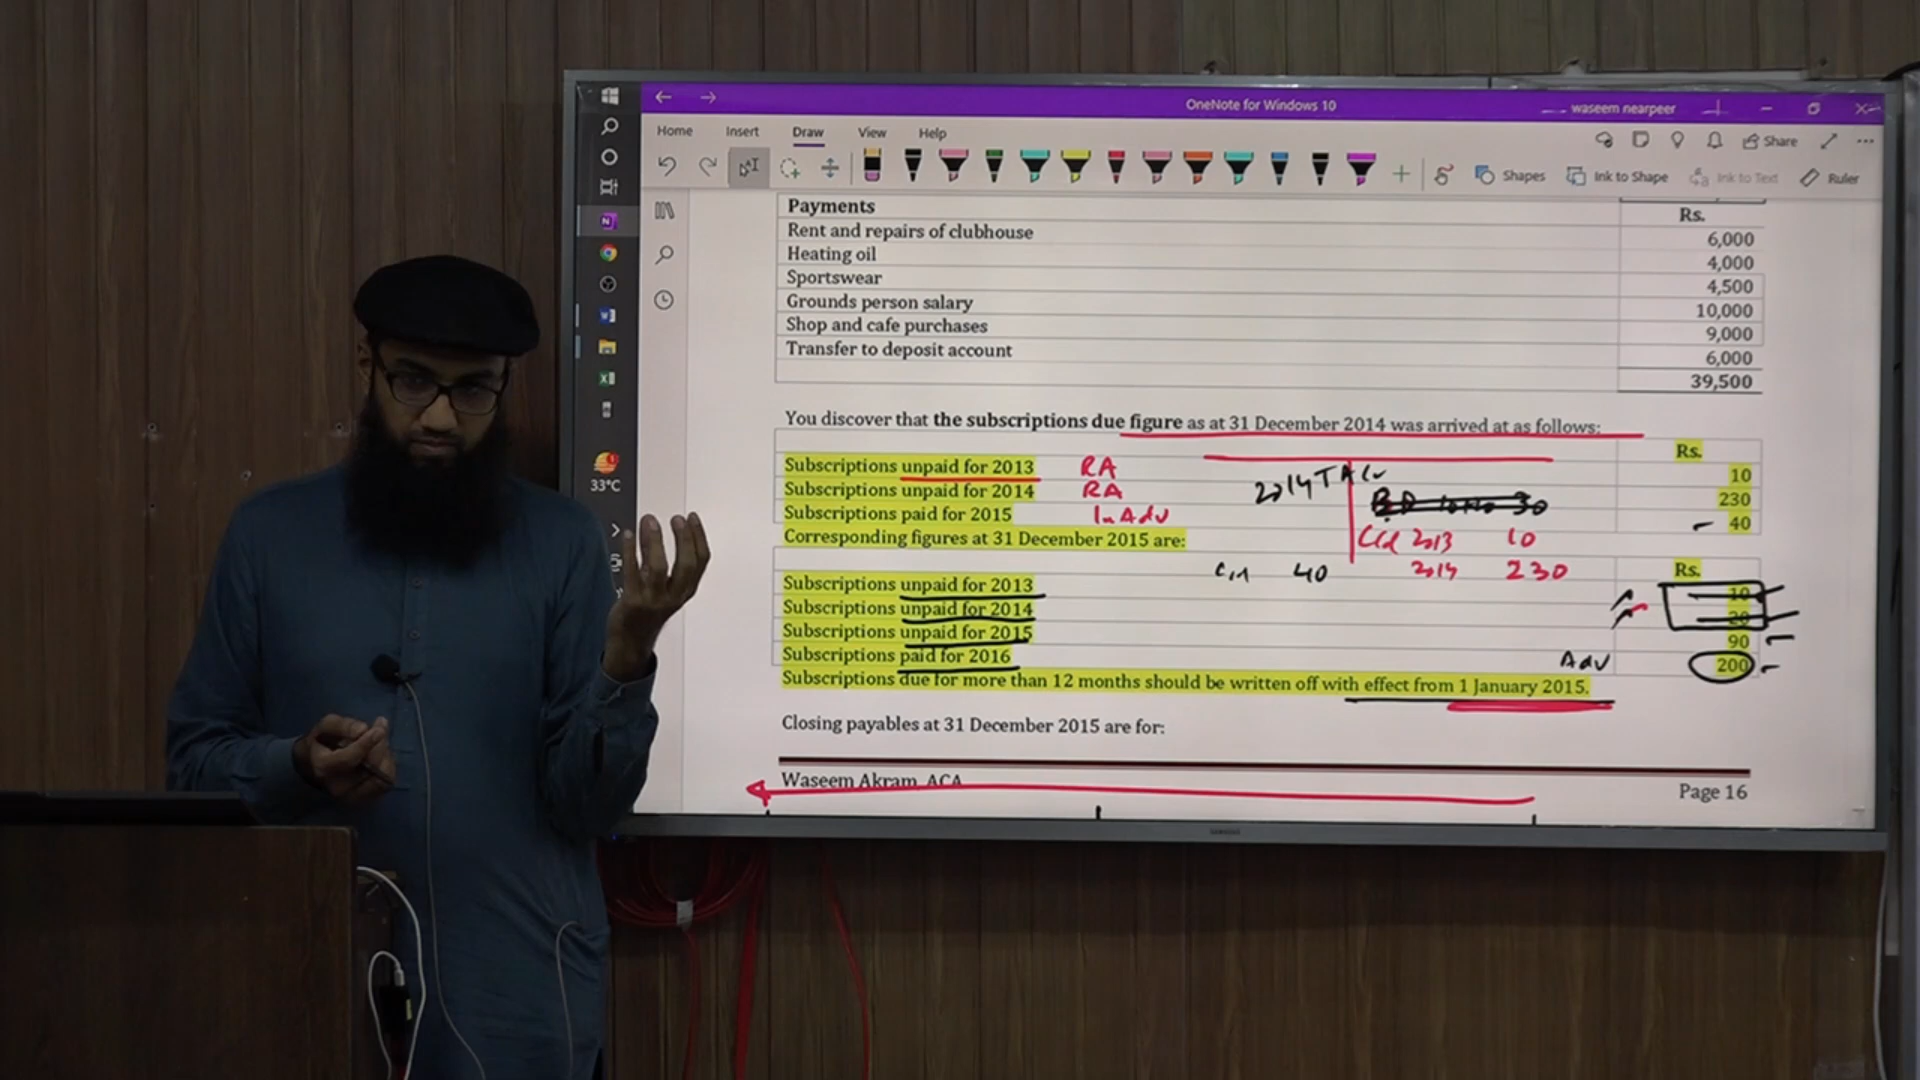 OneNote for Windows 10
waseem nearpeer
Home Insert Draw View Help
Share
Shapes Ink to Shape Ink to Text Ruler
Payments Rs.
Rent and repairs of clubhouse 6,000
Heating oil 4,000
Sportswear 4,500
Grounds person salary 10,000
Shop and cafe purchases 9,000
Transfer to deposit account 6,000
39,500
You discover that the subscriptions due figure as at 31 December 2014 was arrived at as follows:
Rs.
Subscriptions unpaid for 2013 RA 10
Subscriptions unpaid for 2014 RA 230
Subscriptions paid for 2015 In Adv 40
2014
Corresponding figures at 31 December 2015 are:
2013 10
40 2014 230
Rs.
Subscriptions unpaid for 2013 10
Subscriptions unpaid for 2014 20
Subscriptions unpaid for 2015 90
Subscriptions paid for 2016 Adv 200
Subscriptions due for more than 12 months should be written off with effect from 1 January 2015.
Closing payables at 31 December 2015 are for:
Waseem Akram, ACA Page 16
33°C